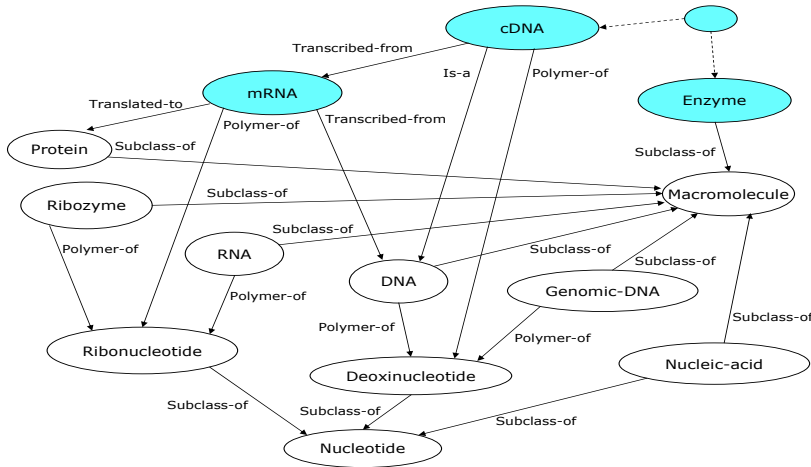 cDNA
Transcribed-from
Is-a
Polymer-of
mRNA
Enzyme
Translated-to
Polymer-of
Transcribed-from
Protein
Subclass-of
Subclass-of
Ribozyme
Subclass-of
Macromolecule
Subclass-of
Polymer-of
RNA
Subclass-of
Subclass-of
DNA
Genomic-DNA
Polymer-of
Subclass-of
Polymer-of
Polymer-of
Ribonucleotide
Nucleic-acid
Deoxinucleotide
Subclass-of
Subclass-of
Subclass-of
Nucleotide